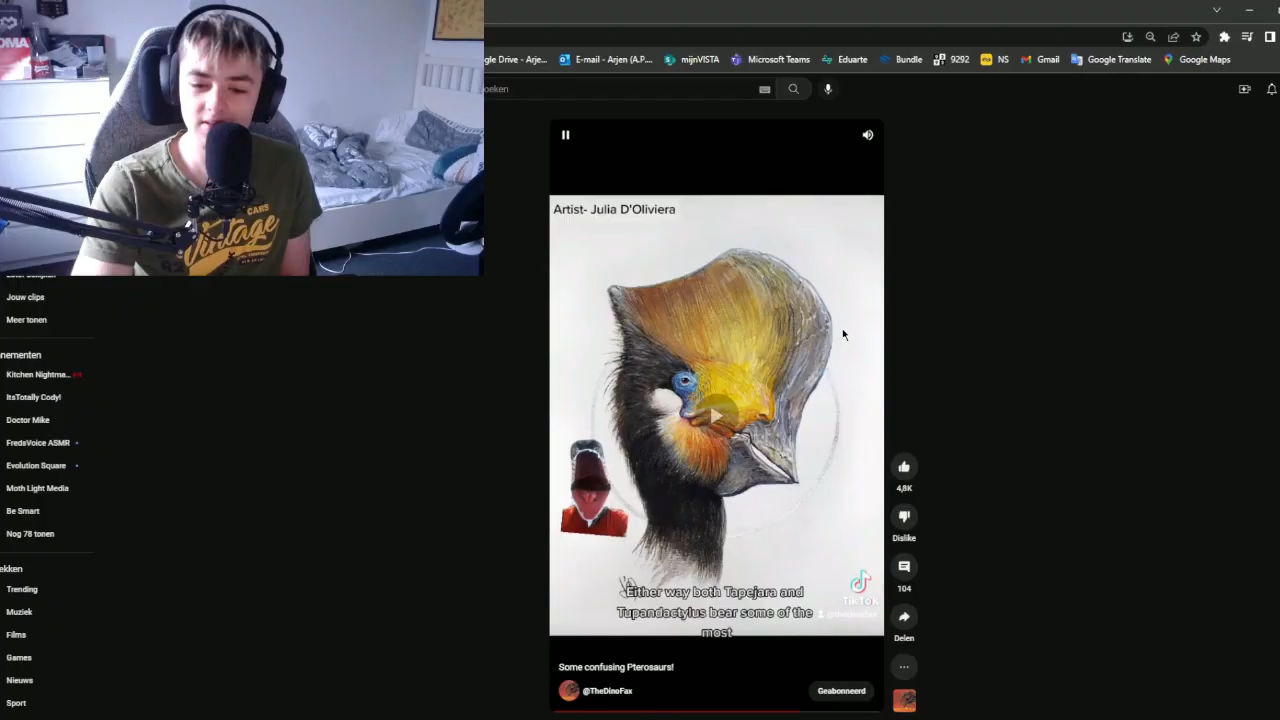 OMA
CARS
Vintage
gle Drive - Arje...
E-mail - Arjen (A.P....
mijnVISTA
Microsoft Teams
Eduarte
Bundle
9292
NS
Gmail
Google Translate
Google Maps
oeken
Artist- Julia D'Oliviera
Jouw clips
Meer tonen
nementen
Kitchen Nightma...
ItsTotally Cody!
Doctor Mike
FredsVoice ASMR
Evolution Square
Moth Light Media
Be Smart
Nog 78 tonen
ekken
Trending
Muziek
Films
Games
Nieuws
Sport
Either way both Tapejara and
Tupandactylus bear some of the
most
TikTok
4,8K
Dislike
104
Delen
Some confusing Pterosaurs!
@TheDinoFax
Geabonneerd